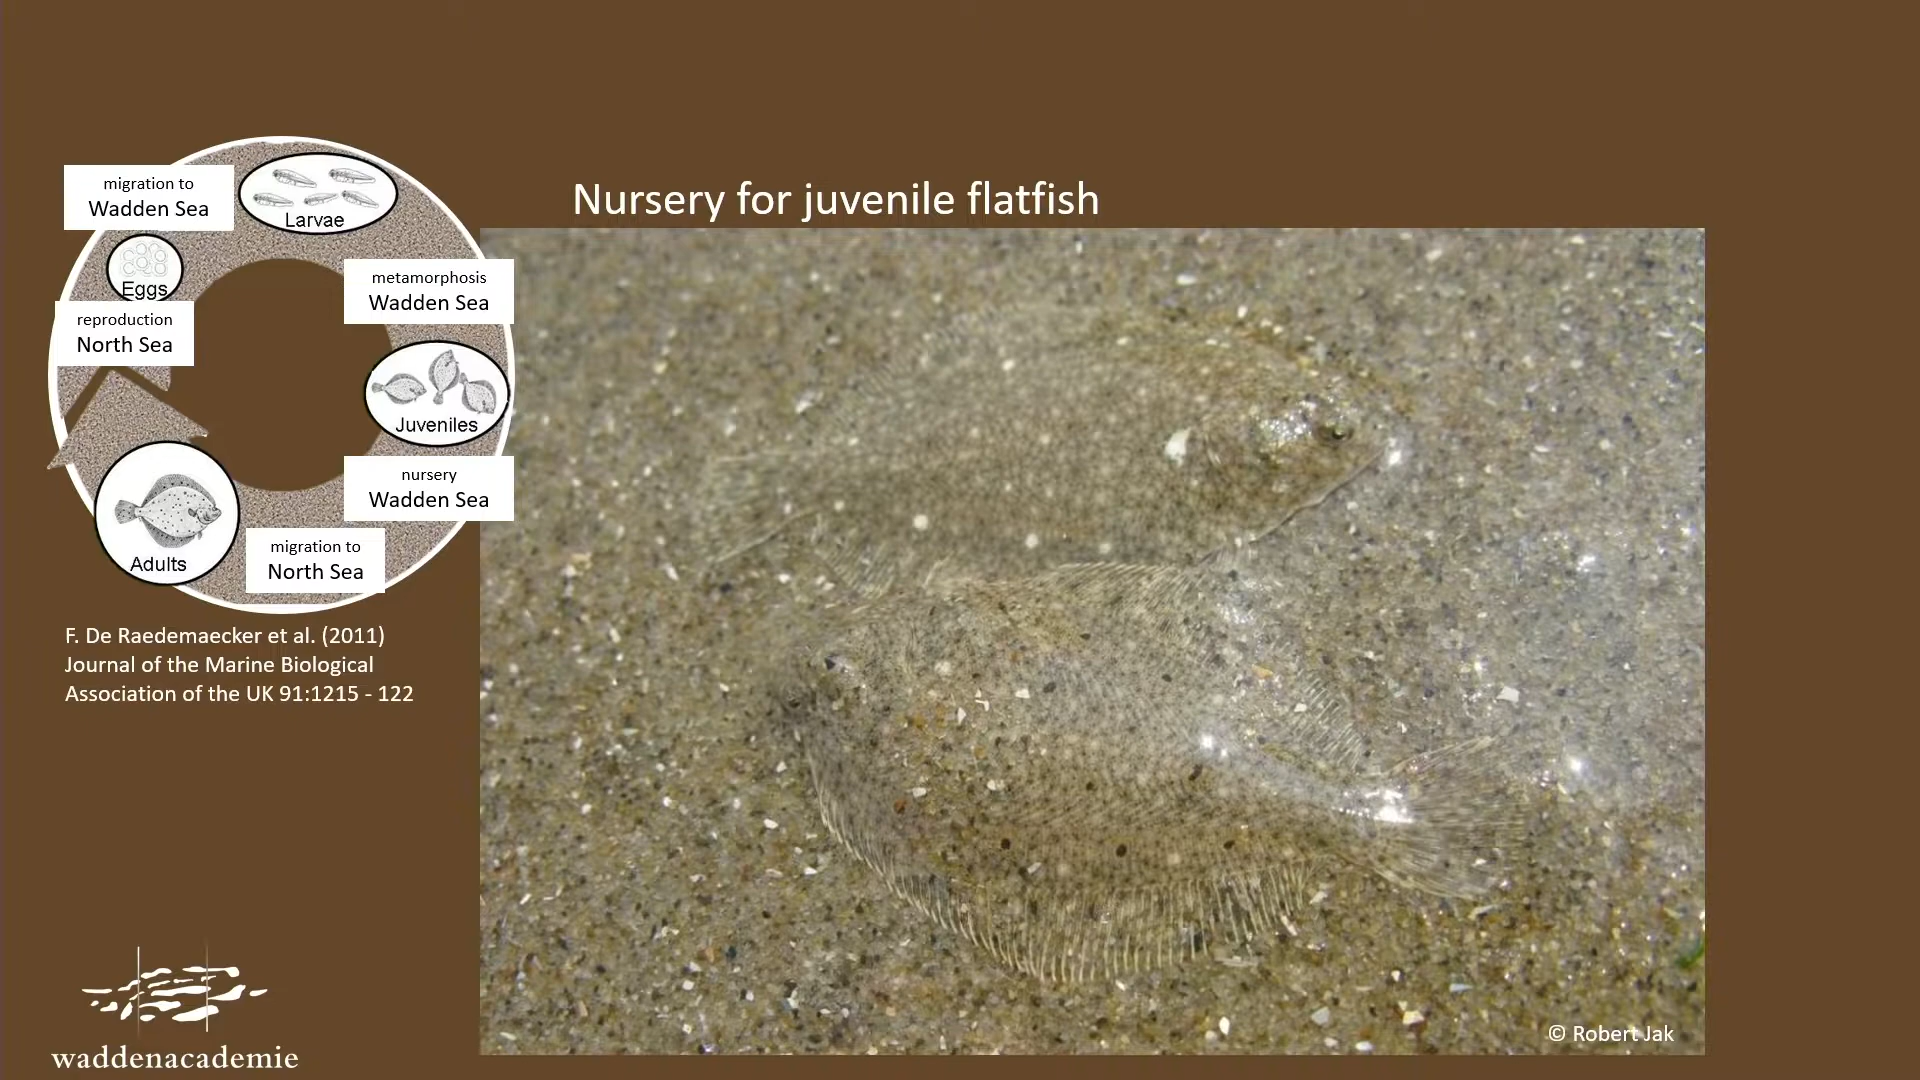 Nursery for juvenile flatfish
migration to
Wadden Sea
Larvae
Eggs
metamorphosis
Wadden Sea
reproduction
North Sea
Juveniles
nursery
Wadden Sea
Adults
migration to
North Sea
F. De Raedemaecker et al. (2011)
Journal of the Marine Biological
Association of the UK 91:1215 - 122
waddenacademie
© Robert Jak